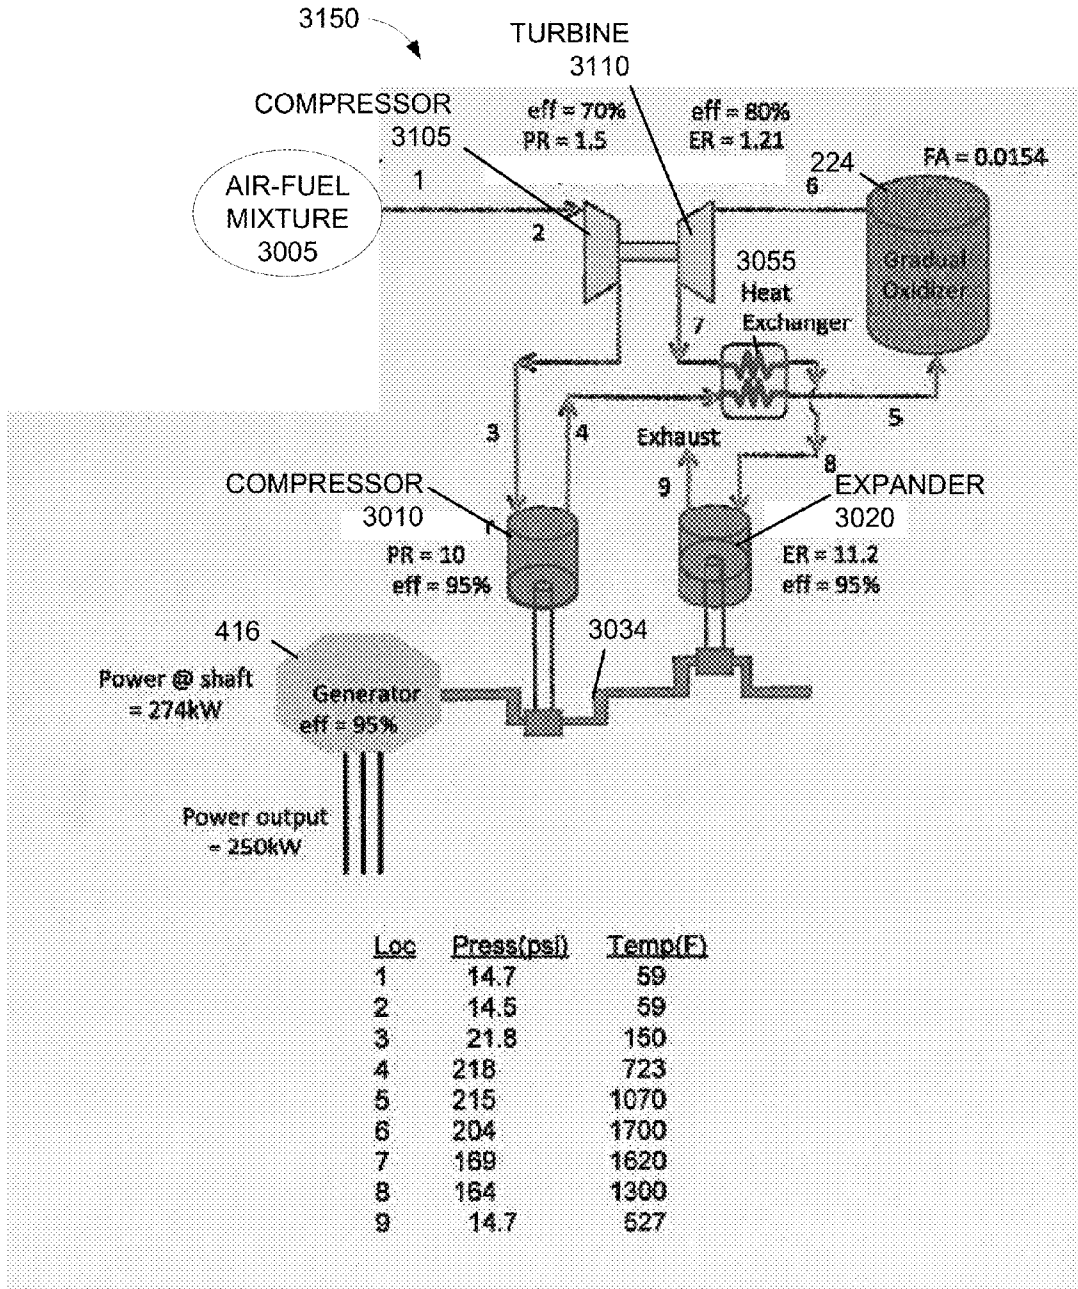 3150
TURBINE
3110
COMPRESSOR
3105
eff = 70%
PR = 1.5
eff = 80%
ER = 1.21
224
FA = 0.0154
1
6
AIR-FUEL
MIXTURE
3005
2
Gradual
Oxidizer
3055
Heat
Exchanger
7
3
4
5
Exhaust
8
9
COMPRESSOR
3010
EXPANDER
3020
PR = 10
eff = 95%
ER = 11.2
eff = 95%
416
3034
Power @ shaft
= 274kW
Generator
eff = 95%
Power output
= 250kW
Loc Press(psi) Temp(F)
1 14.7 59
2 14.5 59
3 21.8 150
4 218 723
5 215 1070
6 204 1700
7 169 1620
8 164 1300
9 14.7 527